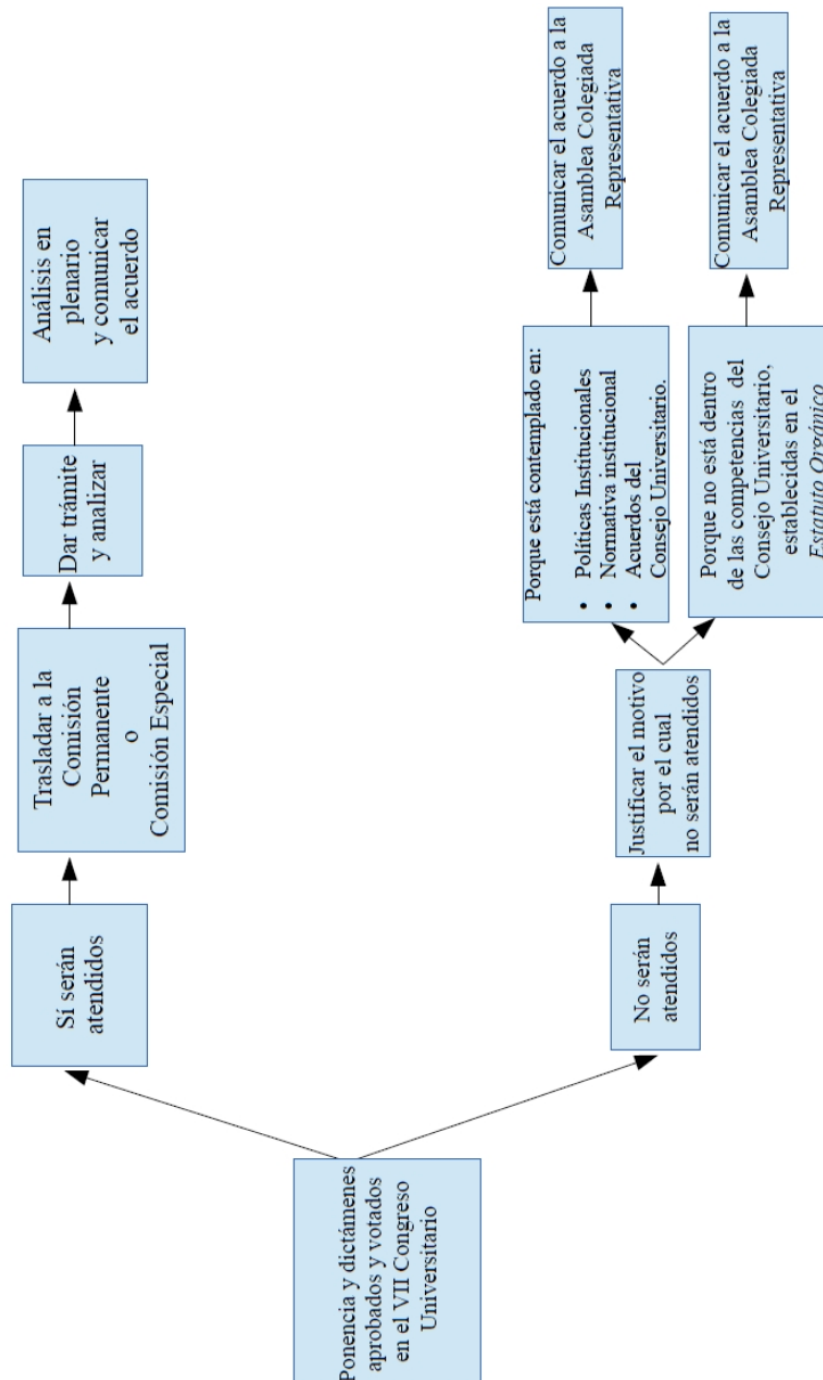 Ponencia y dictámenes
aprobados y votados
en el VII Congreso
Universitario
Sí serán
atendidos
Trasladar a la
Comisión
Permanente
o
Comisión Especial
Dar trámite
y analizar
Análisis en
plenario
y comunicar
el acuerdo
No serán
atendidos
Justificar el motivo
por el cual
no serán atendidos
Porque está contemplado en:
• Políticas Institucionales
• Normativa institucional
• Acuerdos del
Consejo Universitario.
Comunicar el acuerdo a la
Asamblea Colegiada
Representativa
Porque no está dentro
de las competencias del
Consejo Universitario,
establecidas en el
Estatuto Orgánico
Comunicar el acuerdo a la
Asamblea Colegiada
Representativa